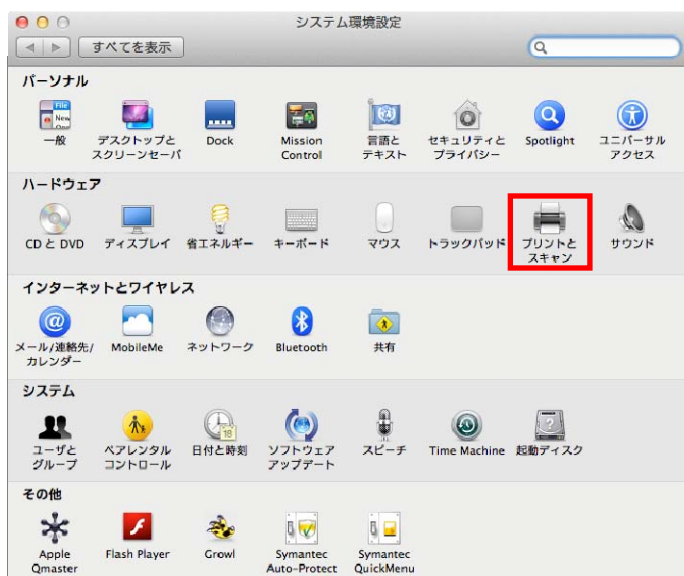 システム環境設定
すべてを表示
パーソナル
一般
デスクトップと
スクリーンセーバ
Dock
Mission
Control
言語と
テキスト
セキュリティと
プライバシー
Spotlight
ユニバーサル
アクセス
ハードウェア
CD と DVD
ディスプレイ
省エネルギー
キーボード
マウス
トラックパッド
プリントと
スキャン
サウンド
インターネットとワイヤレス
メール/連絡先/
カレンダー
MobileMe
ネットワーク
Bluetooth
共有
システム
ユーザと
グループ
ペアレンタル
コントロール
日付と時刻
ソフトウェア
アップデート
スピーチ
Time Machine
起動ディスク
その他
Apple
Qmaster
Flash Player
Growl
Symantec
Auto-Protect
Symantec
QuickMenu